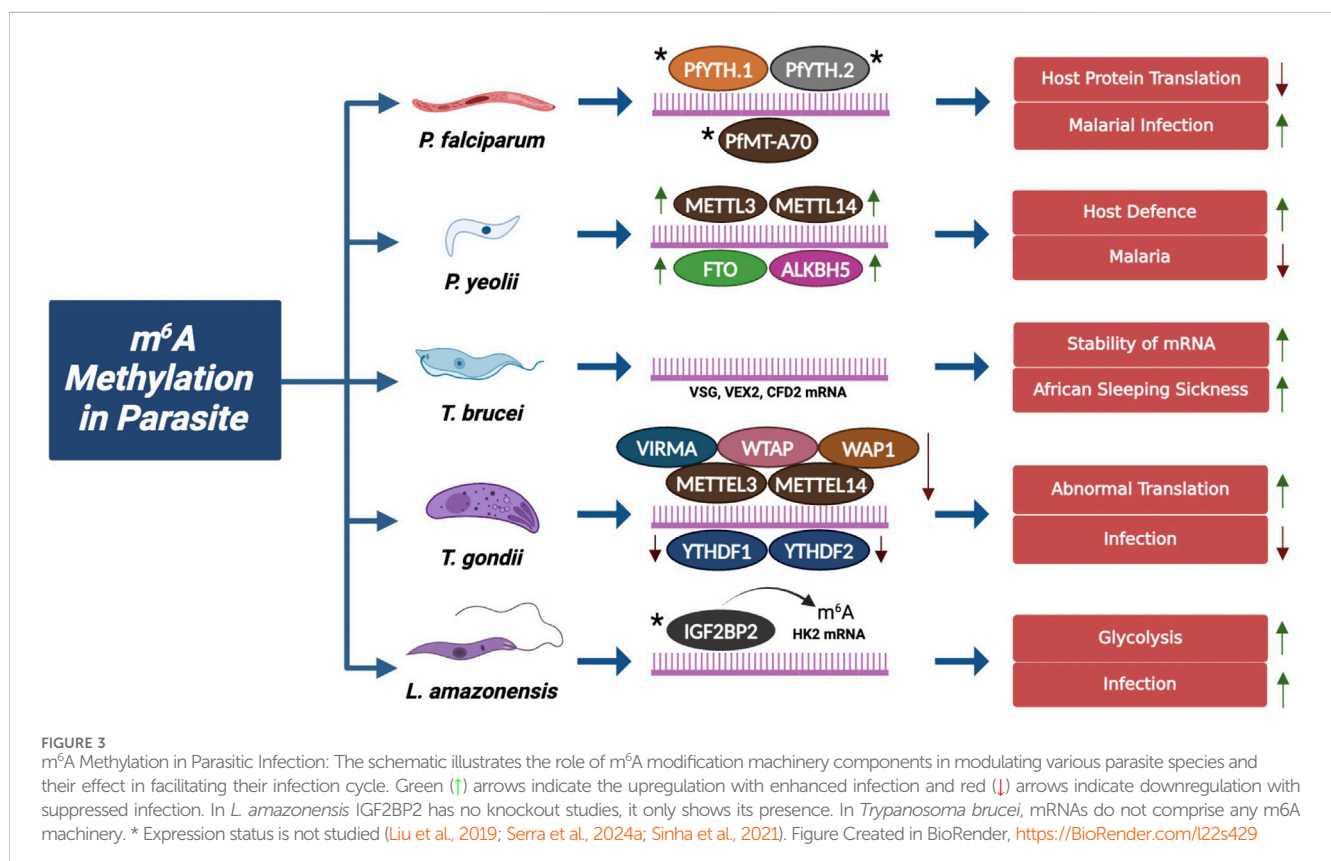 m⁶A
Methylation
in Parasite
P. falciparum
* PfYTH.1 PfYTH.2 *
* PfMT-A70
Host Protein Translation ↓
Malarial Infection ↑
P. yeolii
↑ METTL3 METTL14 ↑
↑ FTO ALKBH5 ↑
Host Defence ↑
Malaria ↓
T. brucei
VSG, VEX2, CFD2 mRNA
Stability of mRNA ↑
African Sleeping Sickness ↑
T. gondii
VIRMA WTAP WAP1 ↓
METTEL3 METTEL14
↓ YTHDF1 YTHDF2 ↓
Abnormal Translation ↑
Infection ↓
L. amazonensis
* IGF2BP2
m⁶A
HK2 mRNA
Glycolysis ↑
Infection ↑
FIGURE 3
m⁶A Methylation in Parasitic Infection: The schematic illustrates the role of m⁶A modification machinery components in modulating various parasite species and
their effect in facilitating their infection cycle. Green (↑) arrows indicate the upregulation with enhanced infection and red (↓) arrows indicate downregulation with
suppressed infection. In L. amazonensis IGF2BP2 has no knockout studies, it only shows its presence. In Trypanosoma brucei, mRNAs do not comprise any m6A
machinery. * Expression status is not studied (Liu et al., 2019; Serra et al., 2024a; Sinha et al., 2021). Figure Created in BioRender, https://BioRender.com/l22s429